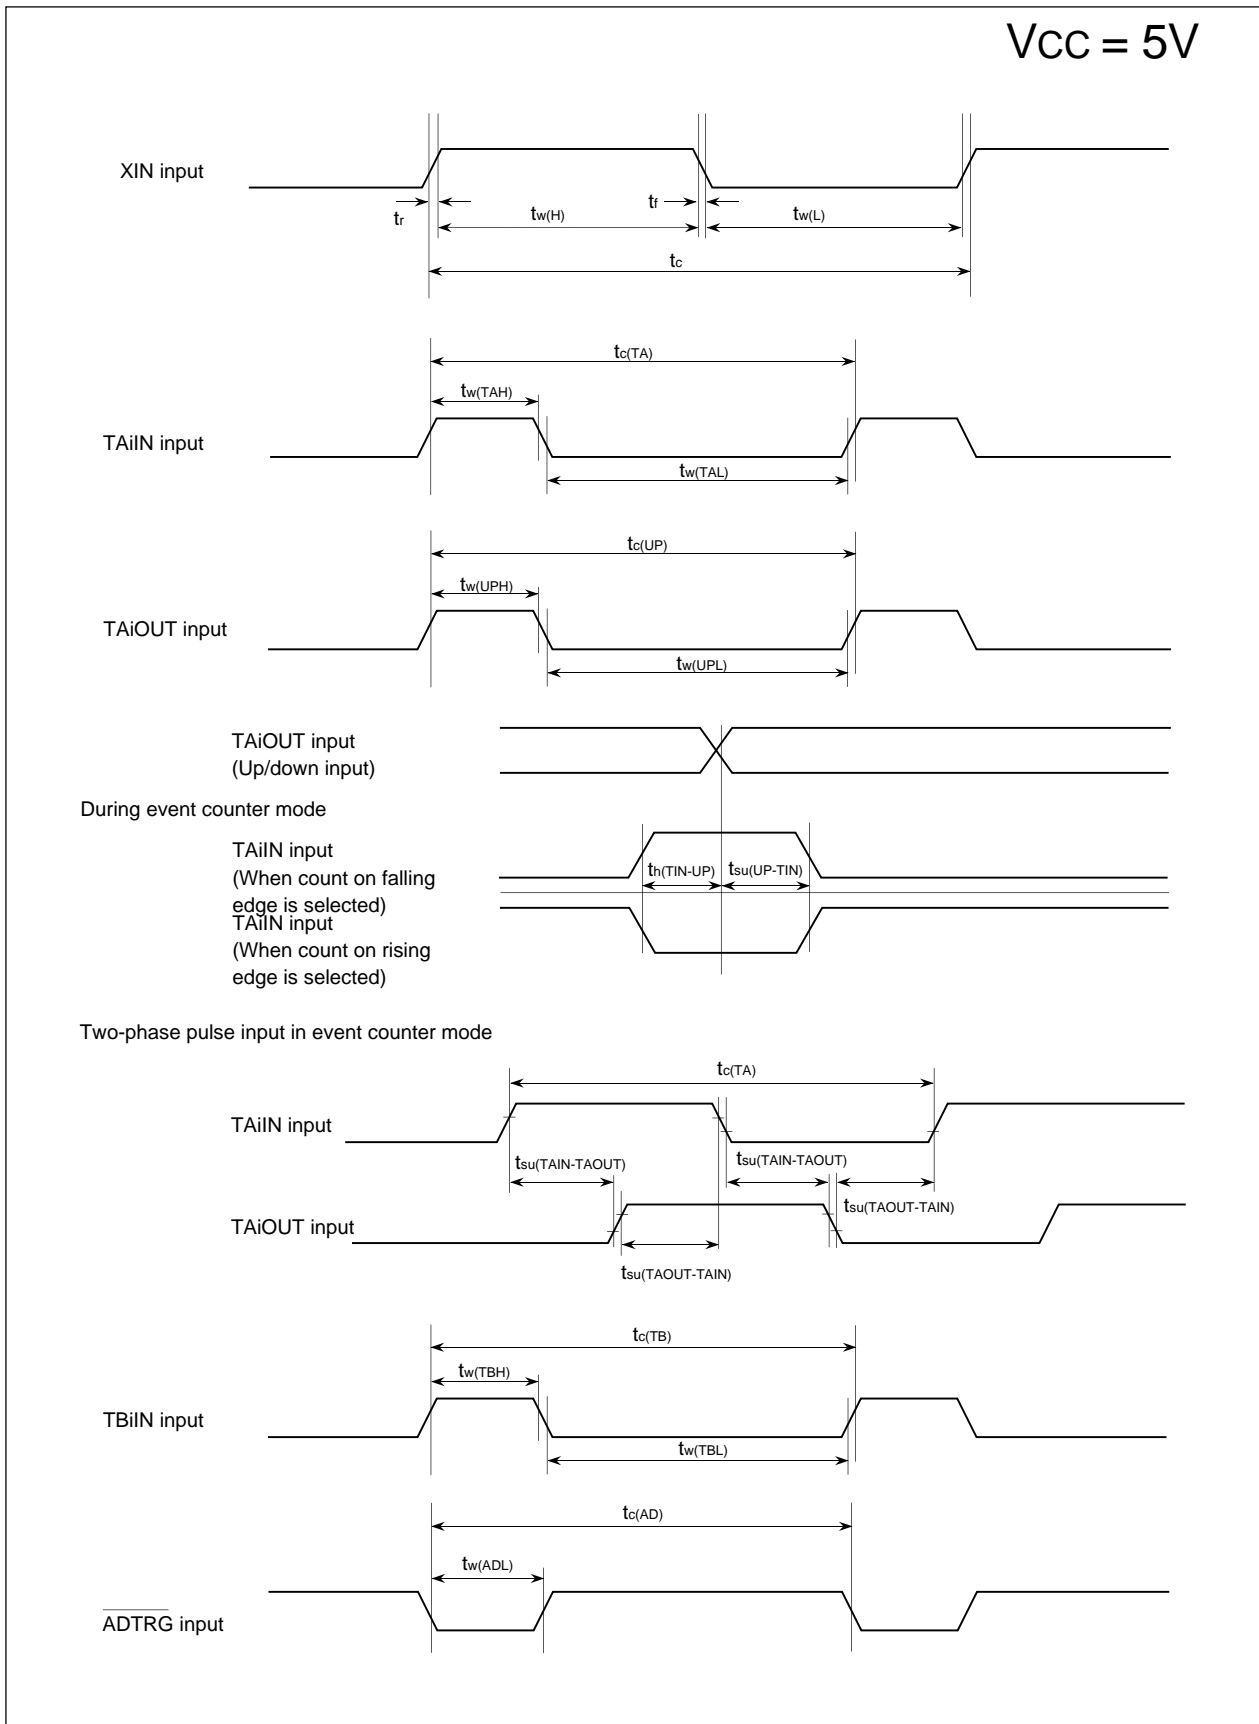 VCC = 5V
XIN input
tr
tw(H)
tf
tw(L)
tc
tc(TA)
tw(TAH)
TAiIN input
tw(TAL)
tc(UP)
tw(UPH)
TAiOUT input
tw(UPL)
TAiOUT input
(Up/down input)
During event counter mode
TAiIN input
(When count on falling
edge is selected)
th(TIN-UP)
tsu(UP-TIN)
TAiIN input
(When count on rising
edge is selected)
Two-phase pulse input in event counter mode
tc(TA)
TAiIN input
tsu(TAIN-TAOUT)
tsu(TAIN-TAOUT)
tsu(TAOUT-TAIN)
TAiOUT input
tsu(TAOUT-TAIN)
tc(TB)
tw(TBH)
TBiIN input
tw(TBL)
tc(AD)
tw(ADL)
ADTRG input